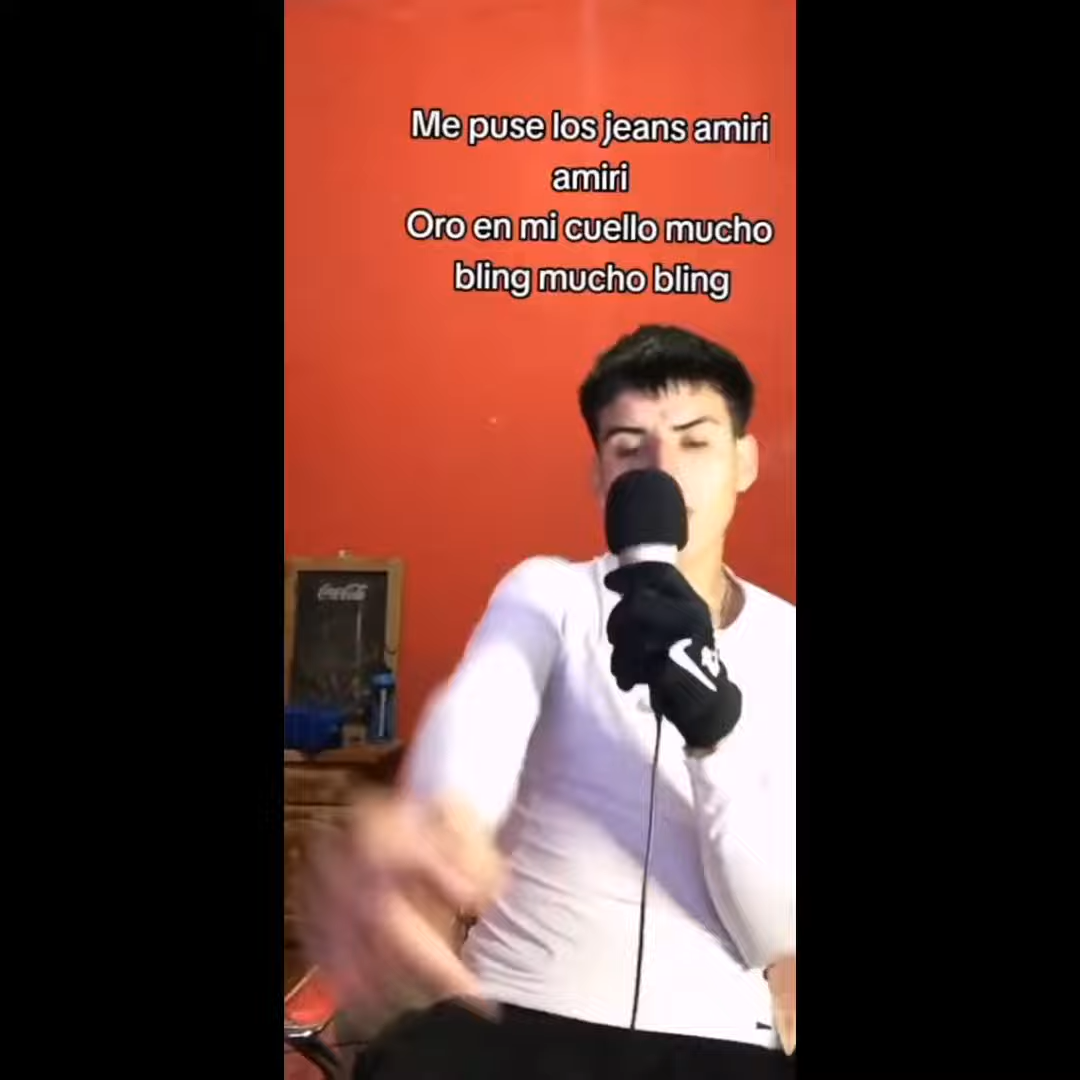 Me puse los jeans amiri
amiri
Oro en mi cuello mucho
bling mucho bling
Coca-Cola